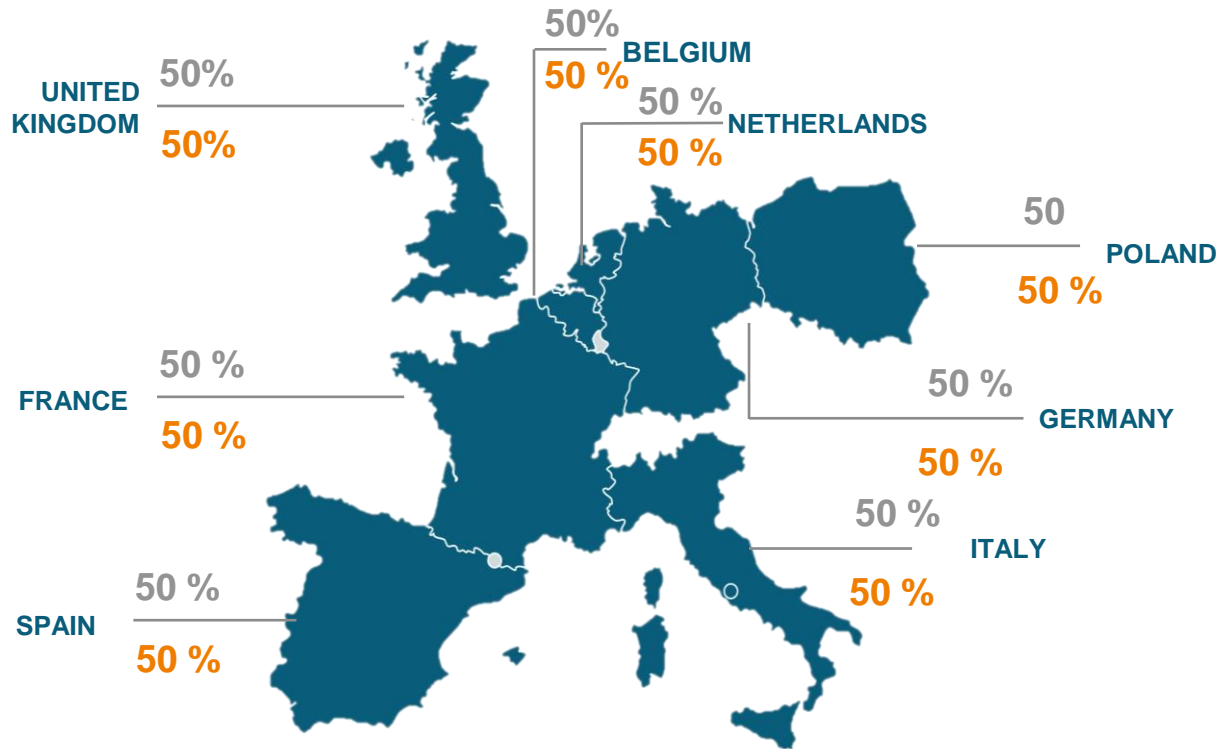 50%
BELGIUM
50 %
UNITED
KINGDOM
50%
50%
50 %
NETHERLANDS
50 %
50
POLAND
50 %
50 %
FRANCE
50 %
50 %
GERMANY
50 %
50 %
ITALY
50 %
50 %
SPAIN
50 %